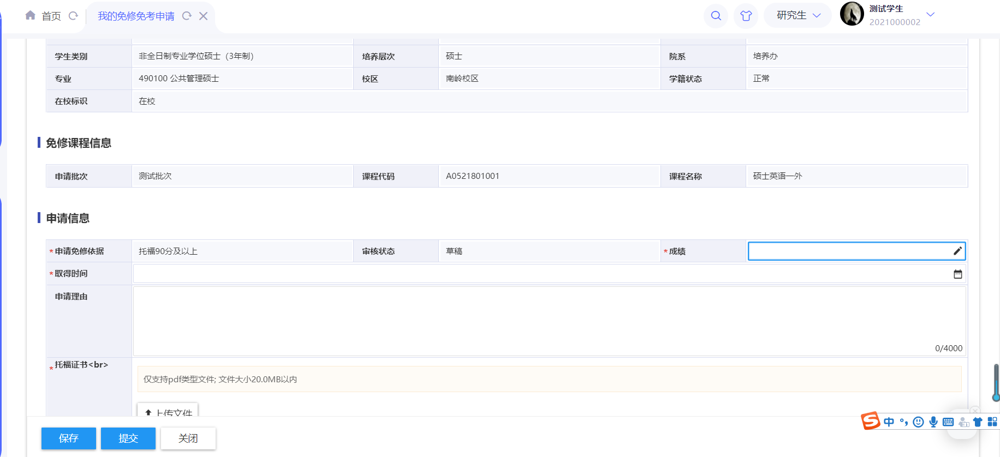 首页 我的免修免考申请 研究生 测试学生
2021000002
学生类别 非全日制专业学位硕士（3年制） 培养层次 硕士 院系 培养办
专业 490100 公共管理硕士 校区 南岭校区 学籍状态 正常
在校标识 在校
免修课程信息
申请批次 测试批次 课程代码 A0521801001 课程名称 硕士英语一外
申请信息
*申请免修依据 托福90分及以上 审核状态 草稿 *成绩
*取得时间
申请理由
0/4000
*托福证书<br>
仅支持pdf类型文件; 文件大小20.0MB以内
上传文件
保存 提交 关闭
S 中 °,